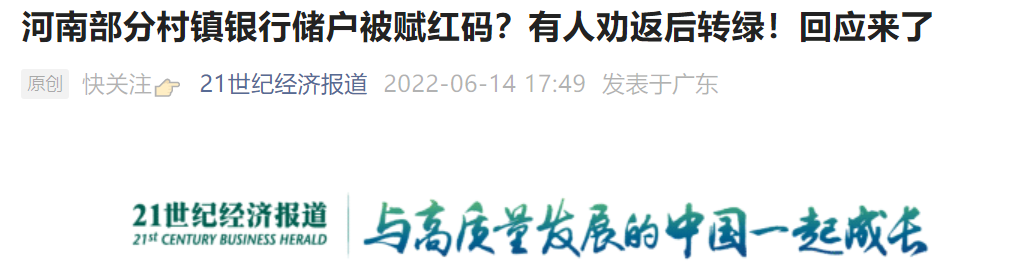 河南部分村镇银行储户被赋红码？有人劝返后转绿！回应来了
原创 快关注👉 21世纪经济报道 2022-06-14 17:49 发表于广东
21世纪经济报道 与高质量发展的中国一起成长
21st CENTURY BUSINESS HERALD